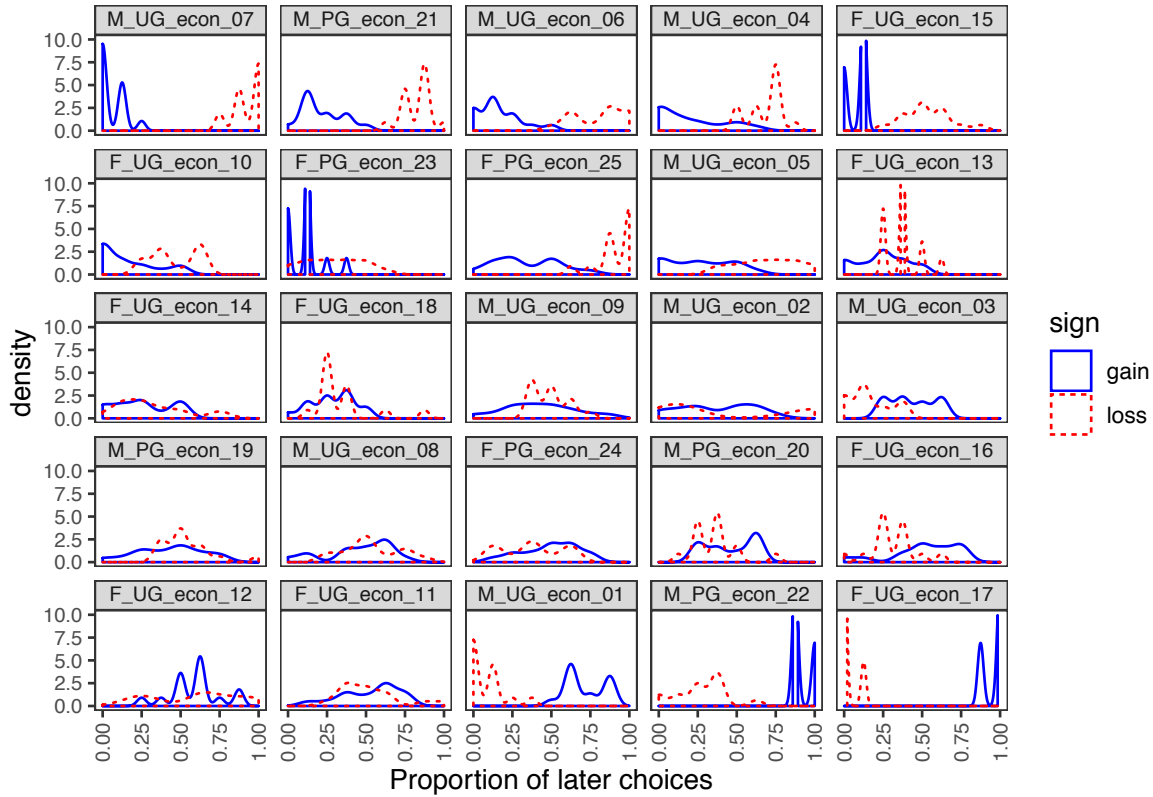 M_UG_econ_07 M_PG_econ_21 M_UG_econ_06 M_UG_econ_04 F_UG_econ_15
10.0
7.5
5.0
2.5
0.0
F_UG_econ_10 F_PG_econ_23 F_PG_econ_25 M_UG_econ_05 F_UG_econ_13
10.0
7.5
5.0
2.5
0.0
F_UG_econ_14 F_UG_econ_18 M_UG_econ_09 M_UG_econ_02 M_UG_econ_03
10.0
7.5
5.0
2.5
0.0
M_PG_econ_19 M_UG_econ_08 F_PG_econ_24 M_PG_econ_20 F_UG_econ_16
10.0
7.5
5.0
2.5
0.0
F_UG_econ_12 F_UG_econ_11 M_UG_econ_01 M_PG_econ_22 F_UG_econ_17
10.0
7.5
5.0
2.5
0.0
0.00 0.25 0.50 0.75 1.00 0.00 0.25 0.50 0.75 1.00 0.00 0.25 0.50 0.75 1.00 0.00 0.25 0.50 0.75 1.00 0.00 0.25 0.50 0.75 1.00
Proportion of later choices
density
sign
gain
loss